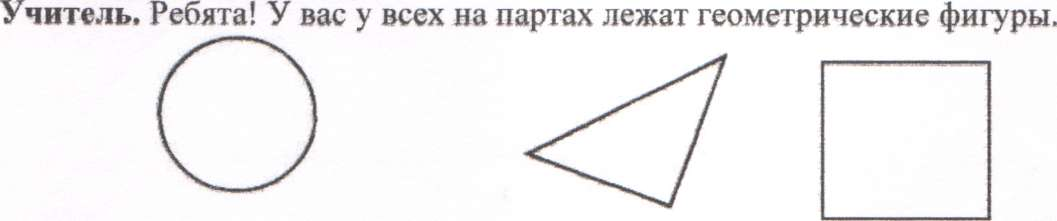 Учитель. Ребята! У вас у всех на партах лежат геометрические фигуры.